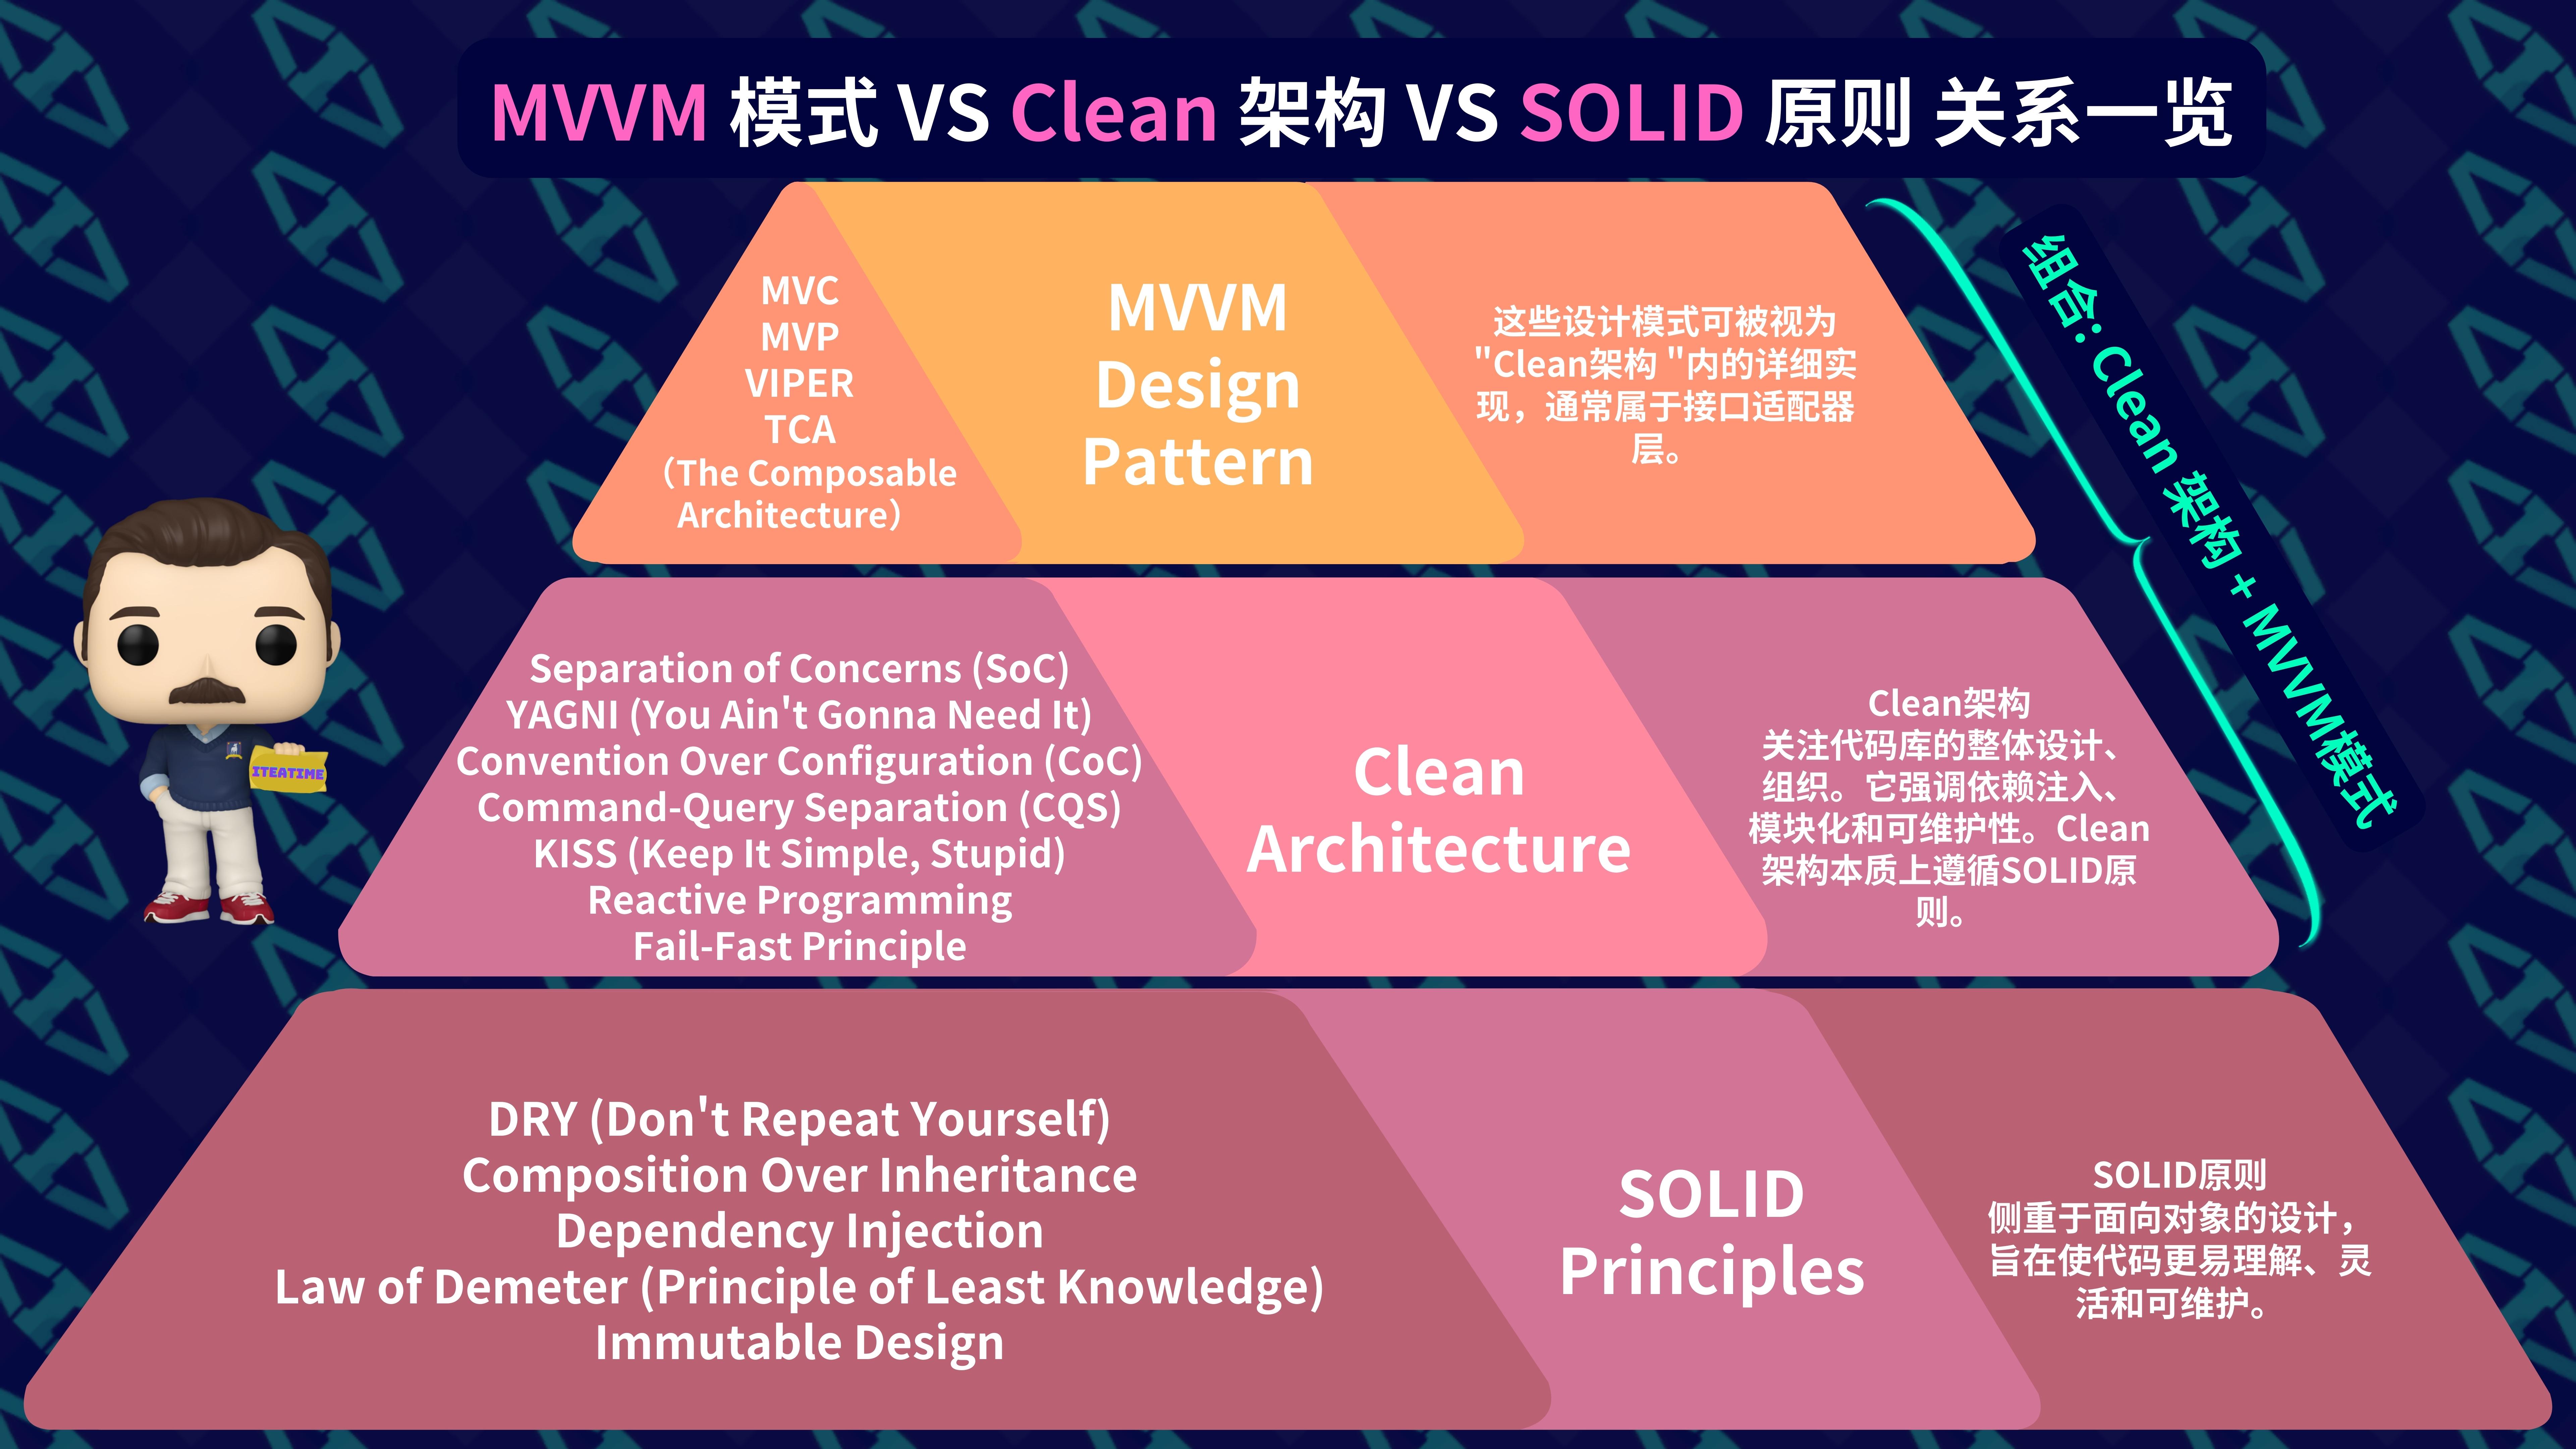 MVVM 模式 VS Clean 架构 VS SOLID 原则 关系一览
MVC
MVP
VIPER
TCA
（The Composable
Architecture）
MVVM
Design
Pattern
这些设计模式可被视为
"Clean架构 "内的详细实
现，通常属于接口适配器
层。
组合: Clean 架构 + MVVM模式
Separation of Concerns (SoC)
YAGNI (You Ain't Gonna Need It)
Convention Over Configuration (CoC)
Command-Query Separation (CQS)
KISS (Keep It Simple, Stupid)
Reactive Programming
Fail-Fast Principle
Clean
Architecture
Clean架构
关注代码库的整体设计、
组织。它强调依赖注入、
模块化和可维护性。Clean
架构本质上遵循SOLID原
则。
ITEATIME
DRY (Don't Repeat Yourself)
Composition Over Inheritance
Dependency Injection
Law of Demeter (Principle of Least Knowledge)
Immutable Design
SOLID
Principles
SOLID原则
侧重于面向对象的设计，
旨在使代码更易理解、灵
活和可维护。